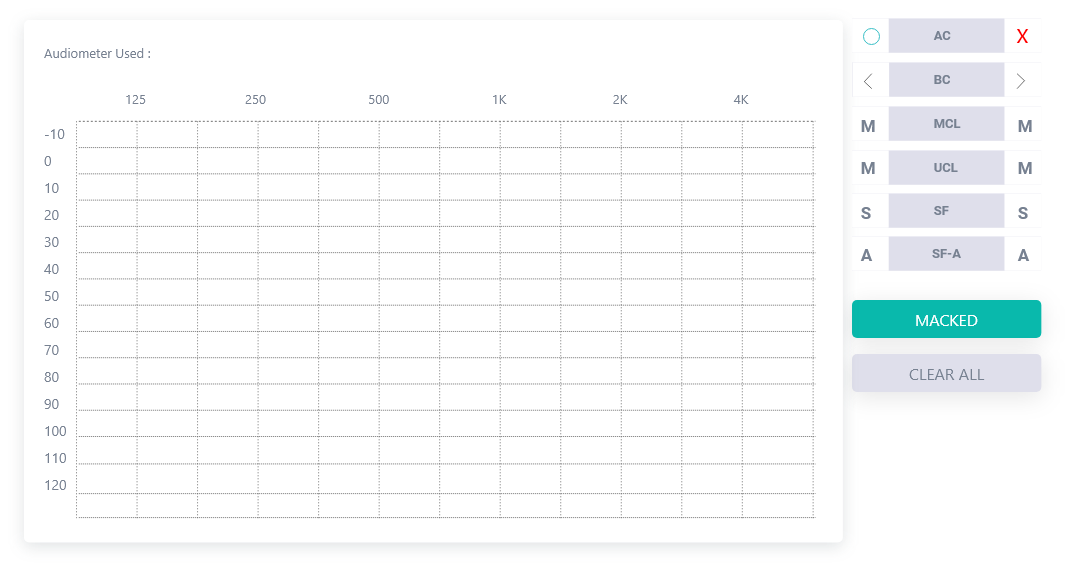 Audiometer Used :
125 250 500 1K 2K 4K
-10
0
10
20
30
40
50
60
70
80
90
100
110
120
AC X
BC
M MCL M
M UCL M
S SF S
A SF-A A
MACKED
CLEAR ALL